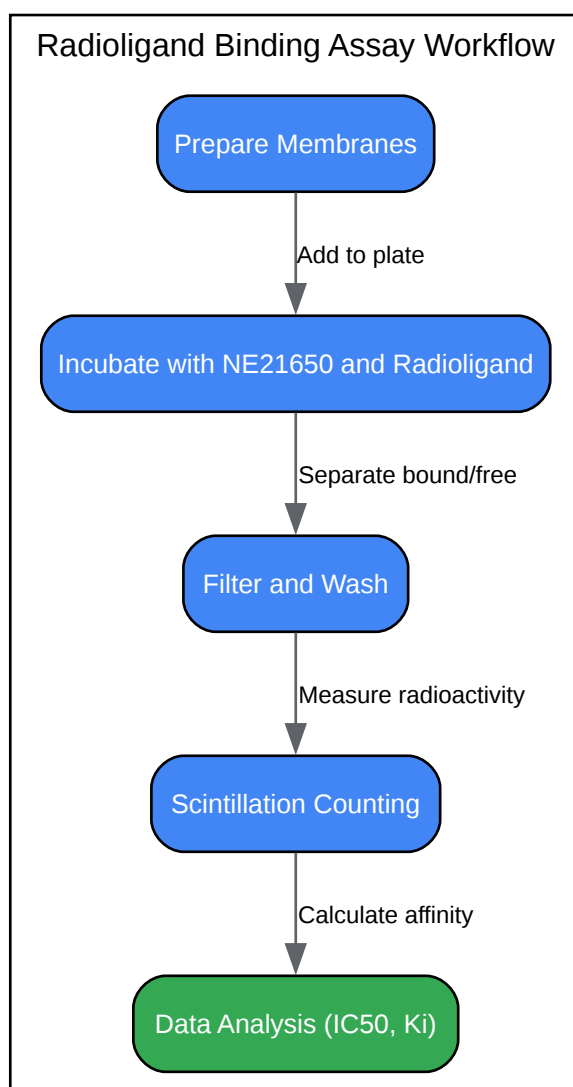 Radioligand Binding Assay Workflow
Prepare Membranes
Add to plate
Incubate with NE21650 and Radioligand
Separate bound/free
Filter and Wash
Measure radioactivity
Scintillation Counting
Calculate affinity
Data Analysis (IC50, Ki)